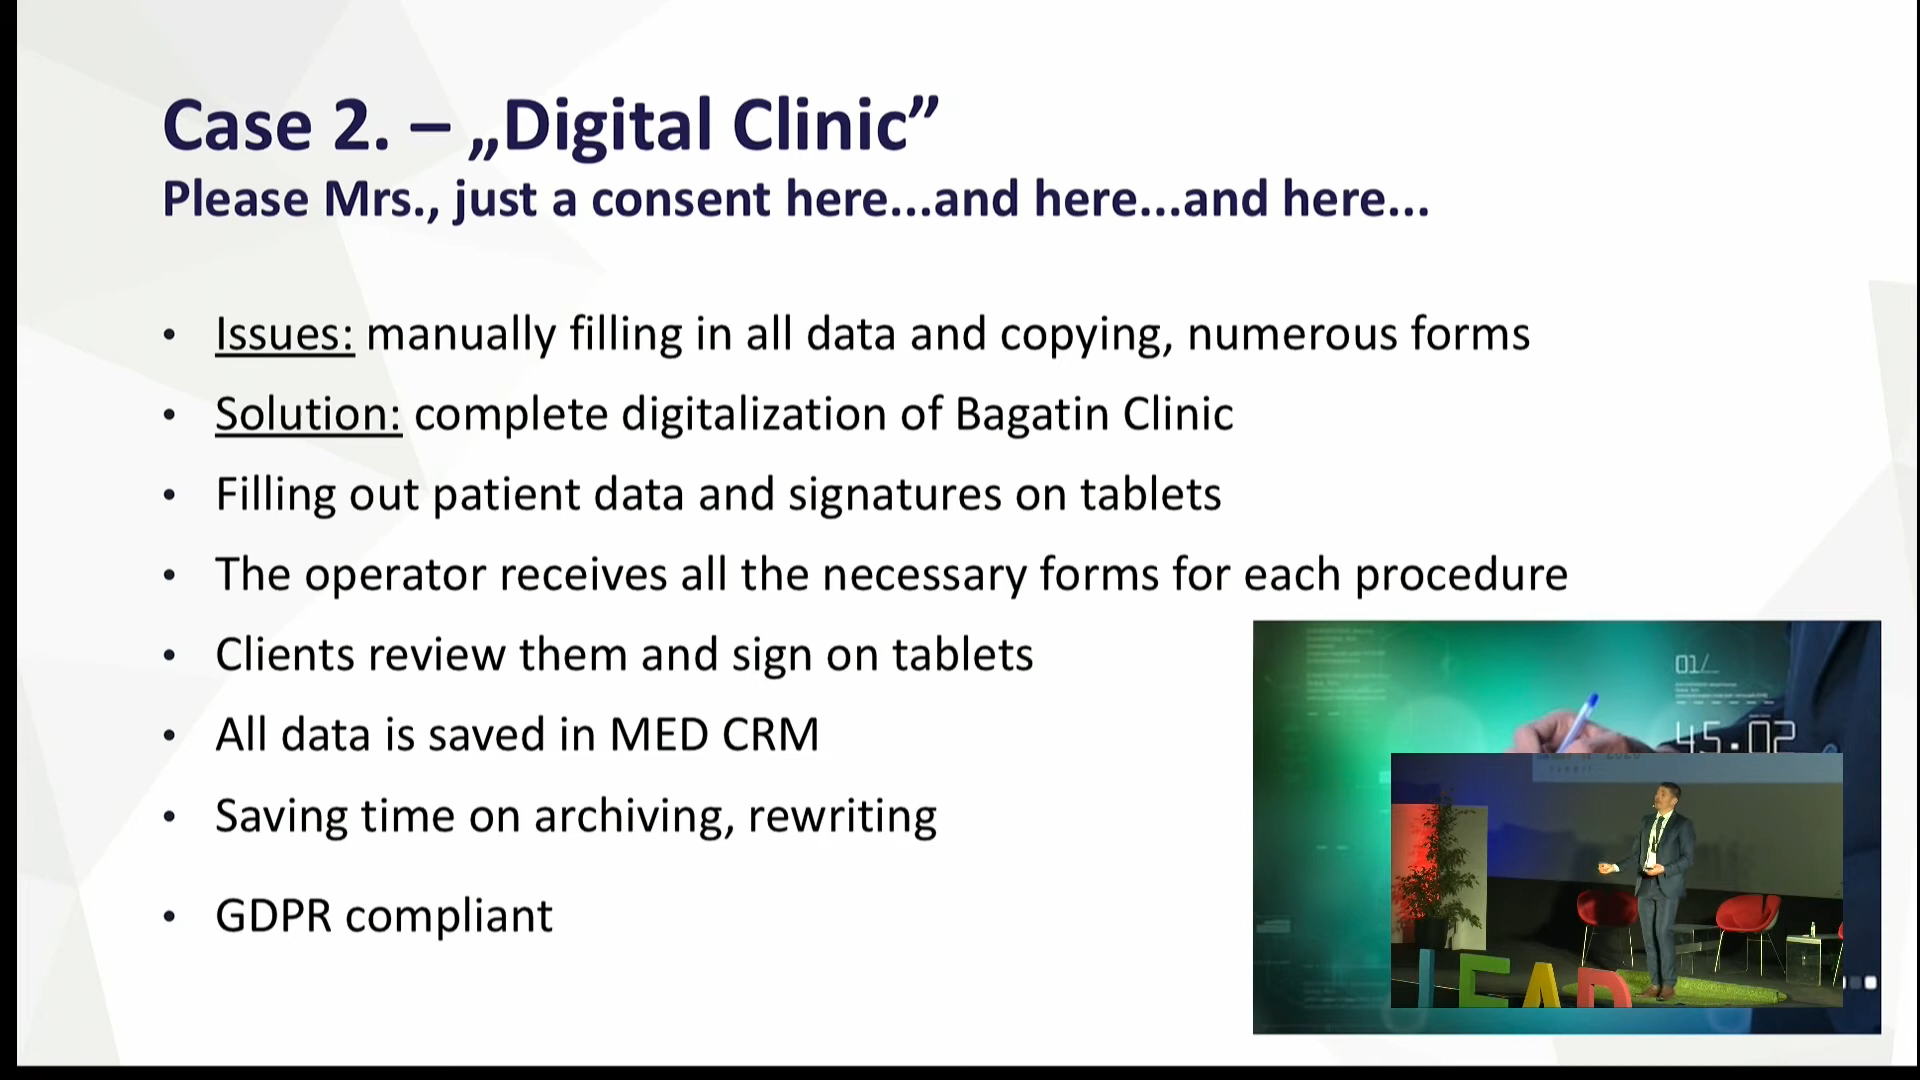 Case 2. – „Digital Clinic”
Please Mrs., just a consent here...and here...and here...
• Issues: manually filling in all data and copying, numerous forms
• Solution: complete digitalization of Bagatin Clinic
• Filling out patient data and signatures on tablets
• The operator receives all the necessary forms for each procedure
• Clients review them and sign on tablets
• All data is saved in MED CRM
• Saving time on archiving, rewriting
• GDPR compliant
01/
45:02
LEAD